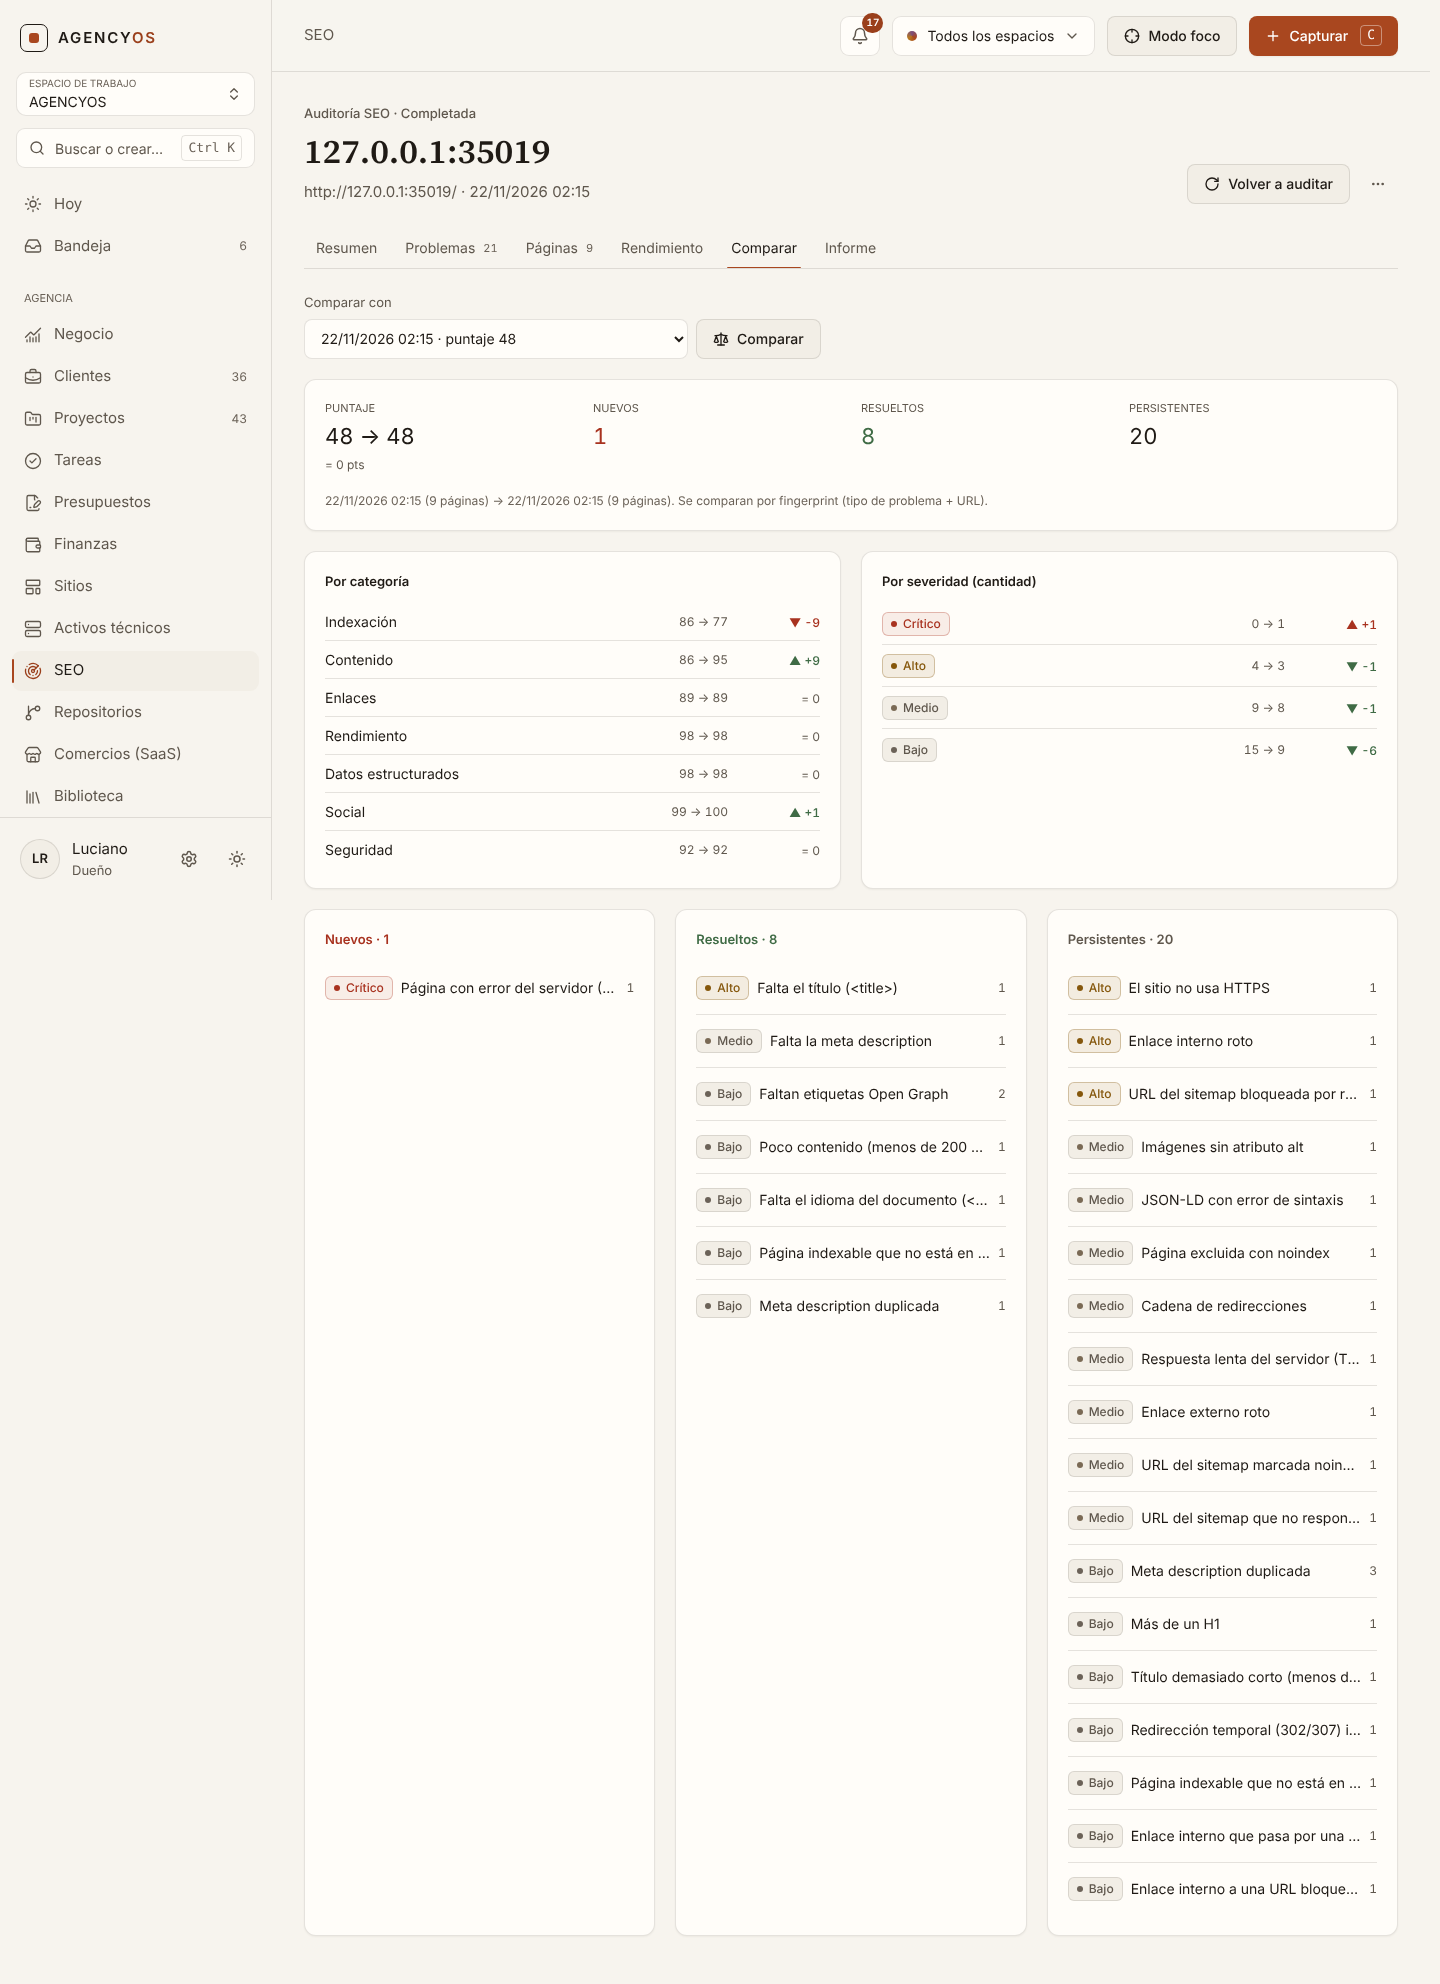 AGENCYOS
ESPACIO DE TRABAJO
AGENCYOS
Buscar o crear... Ctrl K
Hoy
Bandeja 6
AGENCIA
Negocio
Clientes 36
Proyectos 43
Tareas
Presupuestos
Finanzas
Sitios
Activos técnicos
SEO
Repositorios
Comercios (SaaS)
Biblioteca
LR Luciano
Dueño
SEO
17
Todos los espacios
Modo foco
Capturar C
Auditoría SEO · Completada
127.0.0.1:35019
http://127.0.0.1:35019/ · 22/11/2026 02:15
Volver a auditar
Resumen Problemas 21 Páginas 9 Rendimiento Comparar Informe
Comparar con
22/11/2026 02:15 · puntaje 48
Comparar
PUNTAJE NUEVOS RESUELTOS PERSISTENTES
48 → 48 1 8 20
= 0 pts
22/11/2026 02:15 (9 páginas) → 22/11/2026 02:15 (9 páginas). Se comparan por fingerprint (tipo de problema + URL).
Por categoría
Indexación 86 → 77 ▼ -9
Contenido 86 → 95 ▲ +9
Enlaces 89 → 89 = 0
Rendimiento 98 → 98 = 0
Datos estructurados 98 → 98 = 0
Social 99 → 100 ▲ +1
Seguridad 92 → 92 = 0
Por severidad (cantidad)
Crítico 0 → 1 ▲ +1
Alto 4 → 3 ▼ -1
Medio 9 → 8 ▼ -1
Bajo 15 → 9 ▼ -6
Nuevos · 1
Crítico Página con error del servidor (... 1
Resueltos · 8
Alto Falta el título (<title>) 1
Medio Falta la meta description 1
Bajo Faltan etiquetas Open Graph 2
Bajo Poco contenido (menos de 200 ... 1
Bajo Falta el idioma del documento (<... 1
Bajo Página indexable que no está en ... 1
Bajo Meta description duplicada 1
Persistentes · 20
Alto El sitio no usa HTTPS 1
Alto Enlace interno roto 1
Alto URL del sitemap bloqueada por r... 1
Medio Imágenes sin atributo alt 1
Medio JSON-LD con error de sintaxis 1
Medio Página excluida con noindex 1
Medio Cadena de redirecciones 1
Medio Respuesta lenta del servidor (T... 1
Medio Enlace externo roto 1
Medio URL del sitemap marcada noin... 1
Medio URL del sitemap que no respon... 1
Bajo Meta description duplicada 3
Bajo Más de un H1 1
Bajo Título demasiado corto (menos d... 1
Bajo Redirección temporal (302/307) i... 1
Bajo Página indexable que no está en ... 1
Bajo Enlace interno que pasa por una ... 1
Bajo Enlace interno a una URL bloque... 1